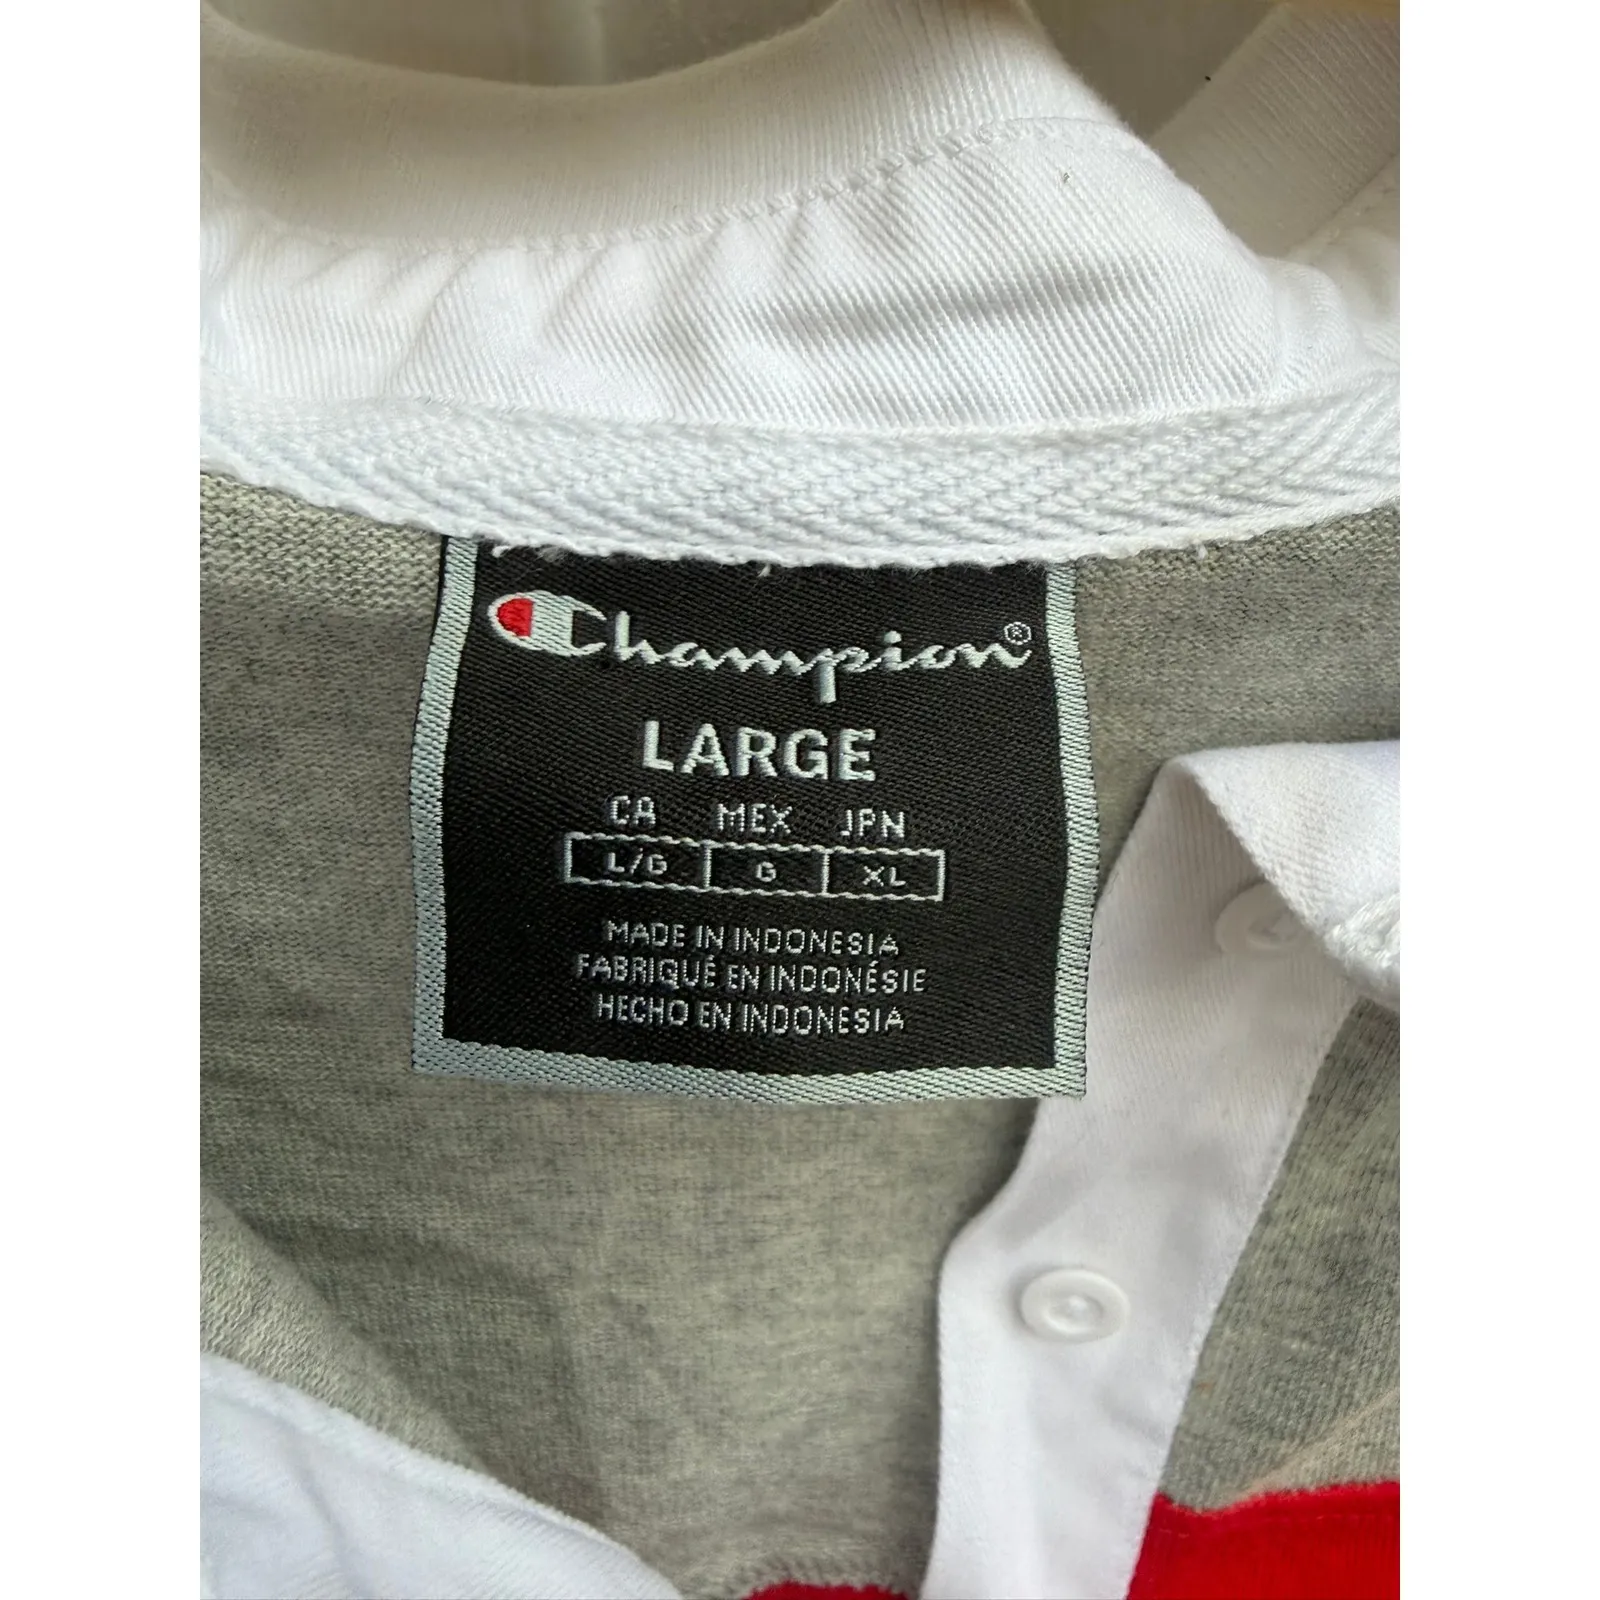 Champion®
LARGE
CA MEX JPN
L/G G XL
MADE IN INDONESIA
FABRIQUÉ EN INDONÉSIE
HECHO EN INDONESIA